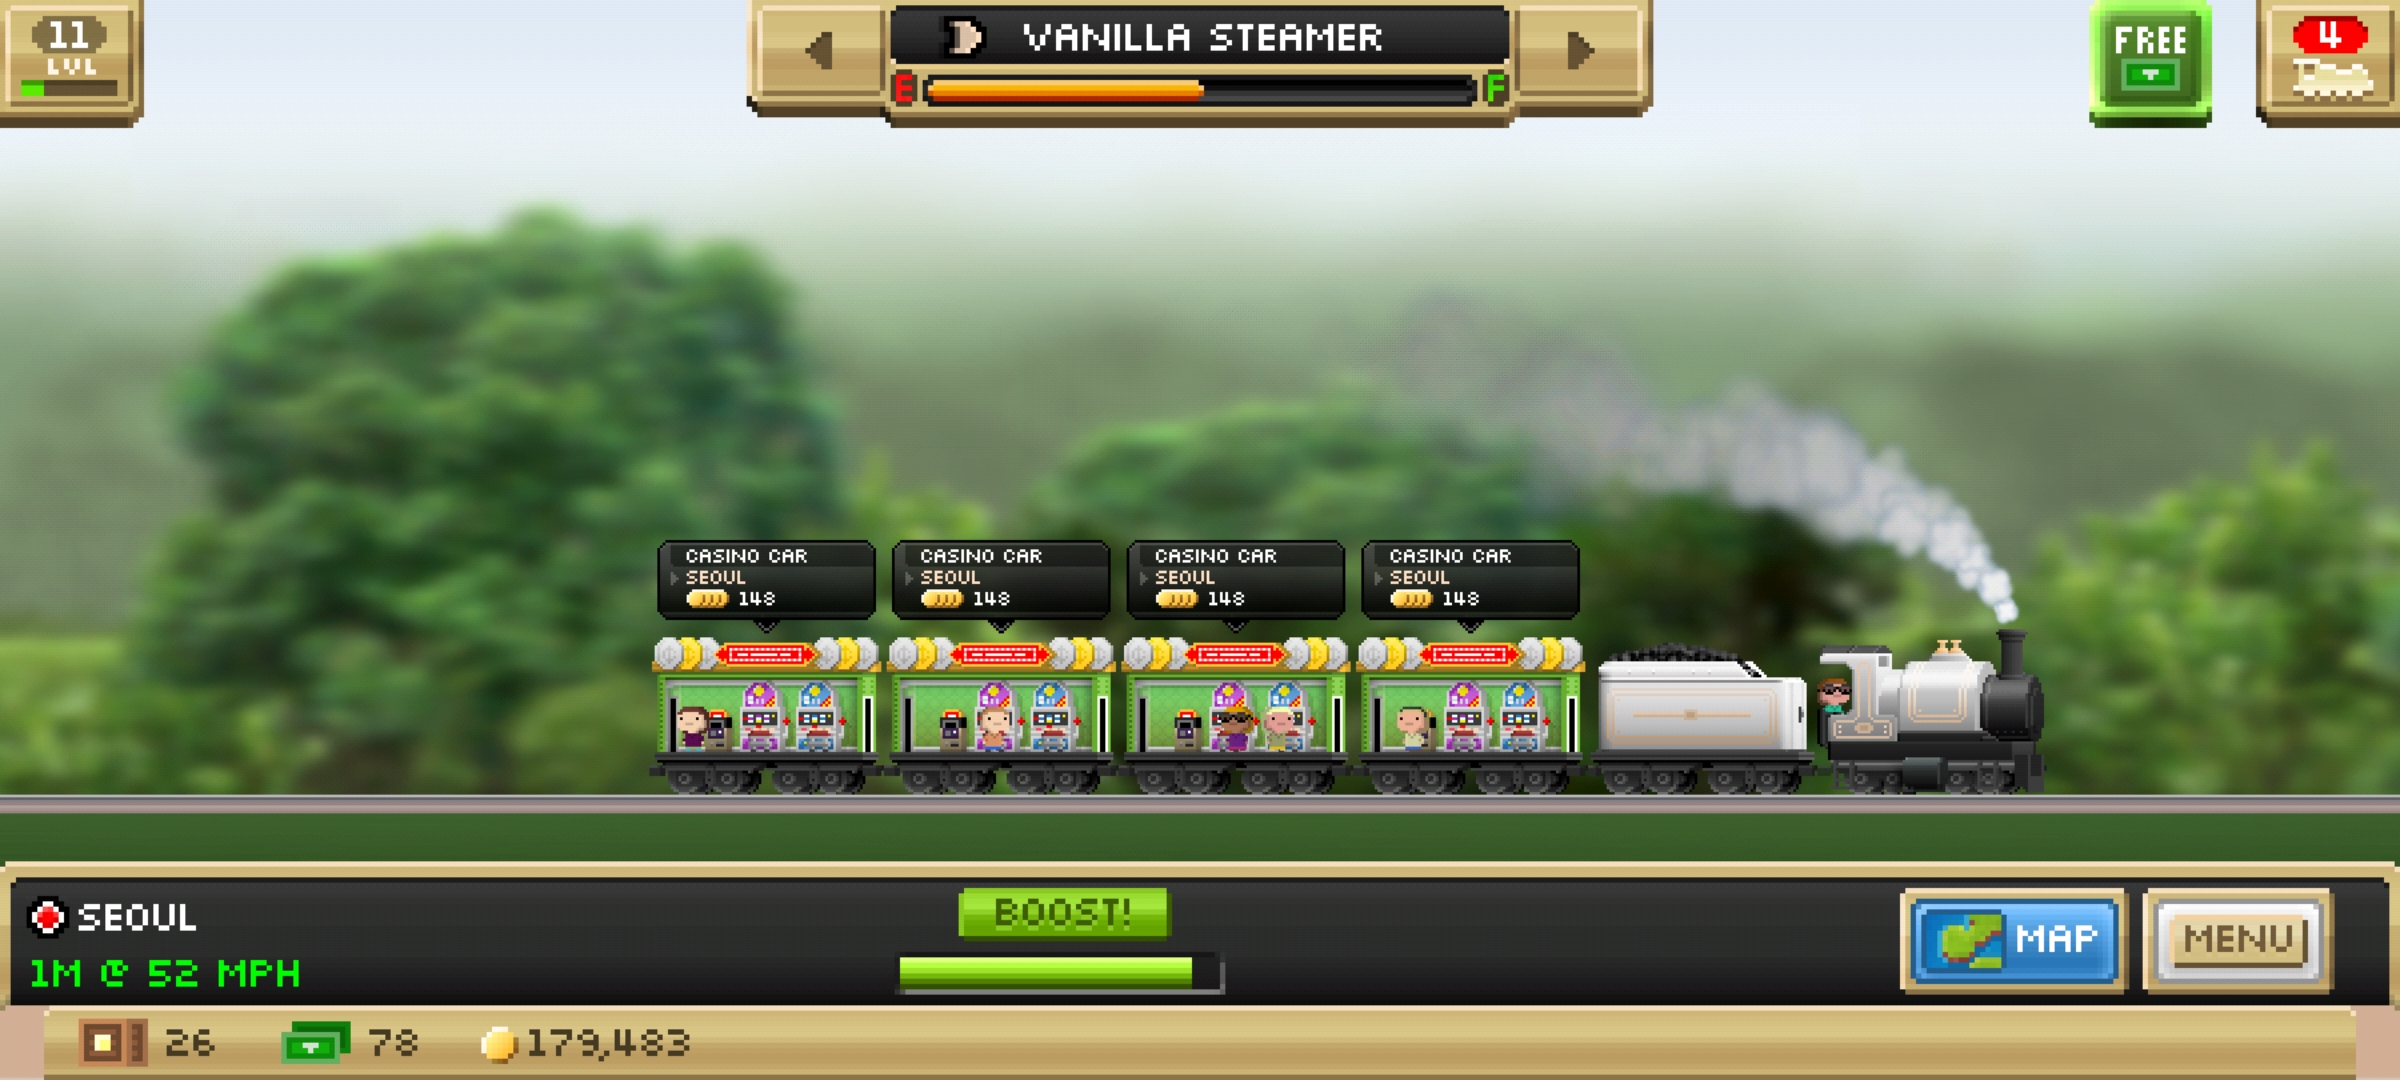 11
LVL
VANILLA STEAMER
E
F
FREE
4
CASINO CAR
SEOUL
148
CASINO CAR
SEOUL
148
CASINO CAR
SEOUL
148
CASINO CAR
SEOUL
148
SEOUL
1M @ 52 MPH
BOOST!
MAP
MENU
26
78
179,483